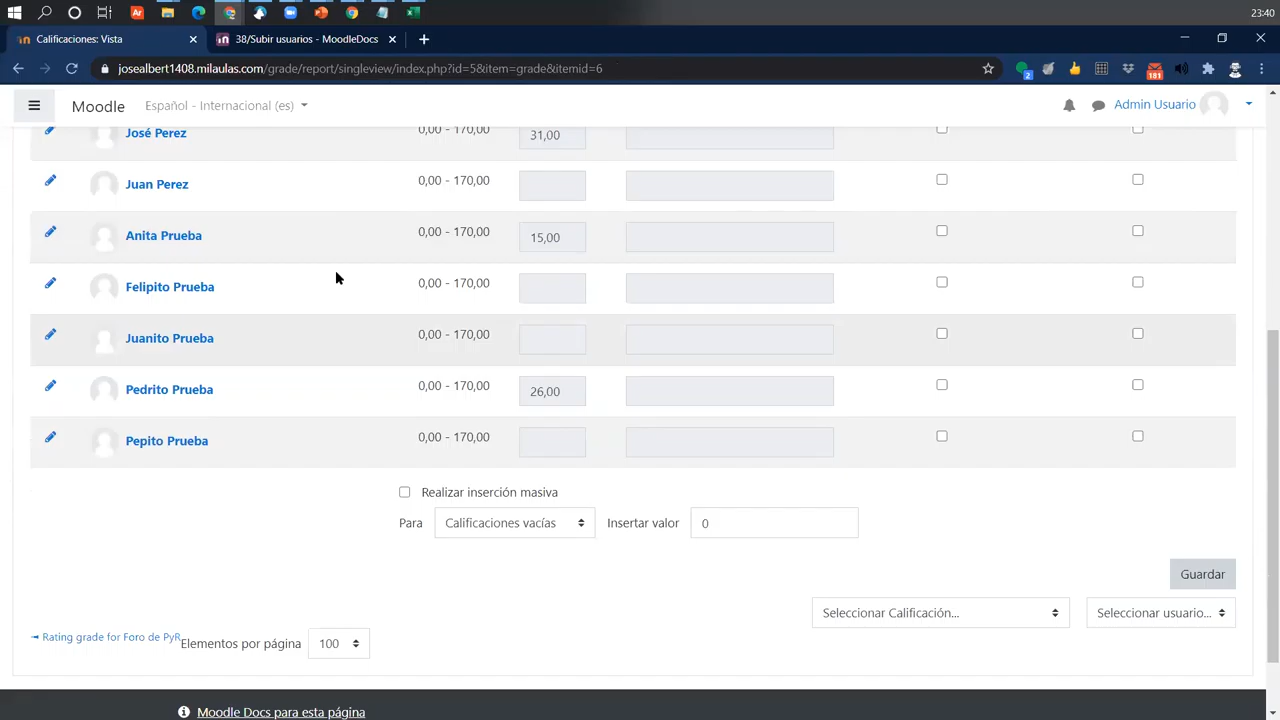 23:40
Calificaciones: Vista
38/Subir usuarios - MoodleDocs
josealbert1408.milaulas.com/grade/report/singleview/index.php?id=5&item=grade&itemid=6
2
181
Moodle
Español - Internacional (es)
Admin Usuario
José Perez 0,00 - 170,00 31,00
Juan Perez 0,00 - 170,00
Anita Prueba 0,00 - 170,00 15,00
Felipito Prueba 0,00 - 170,00
Juanito Prueba 0,00 - 170,00
Pedrito Prueba 0,00 - 170,00 26,00
Pepito Prueba 0,00 - 170,00
Realizar inserción masiva
Para Calificaciones vacías Insertar valor 0
Guardar
Seleccionar Calificación... Seleccionar usuario...
◄ Rating grade for Foro de PyR
Elementos por página 100
Moodle Docs para esta página